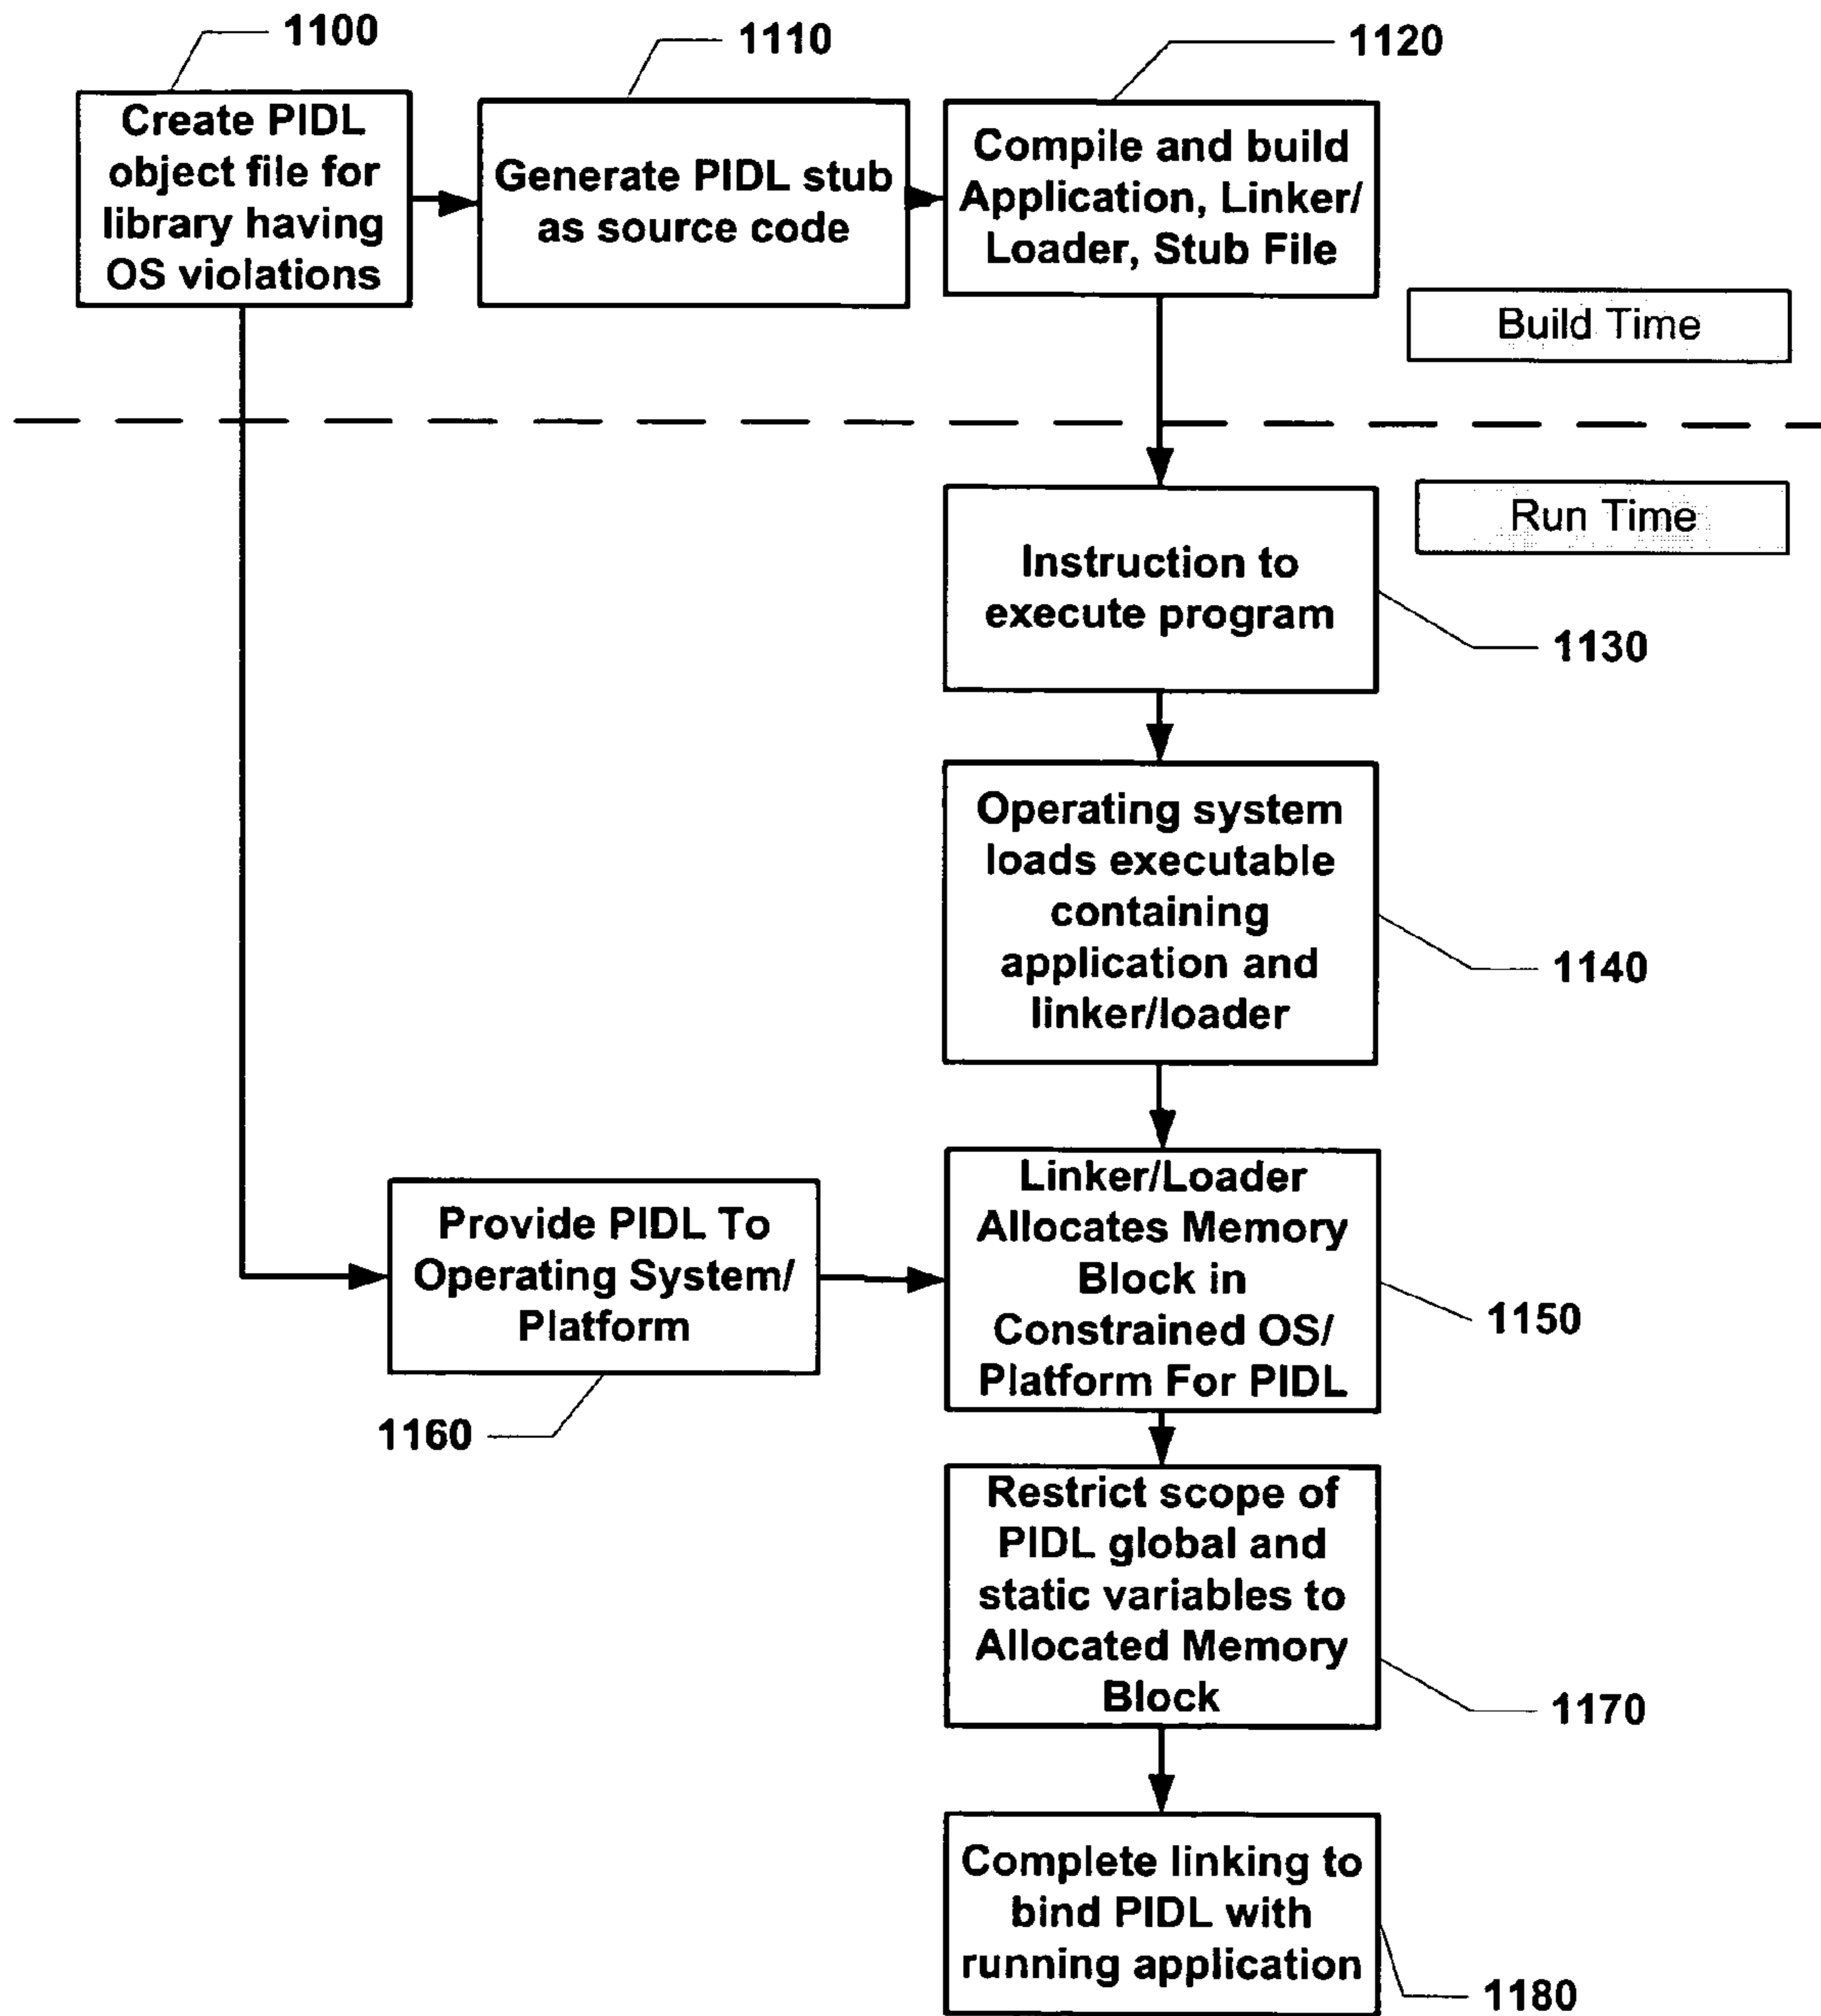 1100
1110
1120
Create PIDL
object file for
library having
OS violations
Generate PIDL stub
as source code
Compile and build
Application, Linker/
Loader, Stub File
Build Time
Run Time
Instruction to
execute program
1130
Operating system
loads executable
containing
application and
linker/loader
1140
Provide PIDL To
Operating System/
Platform
1160
Linker/Loader
Allocates Memory
Block in
Constrained OS/
Platform For PIDL
1150
Restrict scope of
PIDL global and
static variables to
Allocated Memory
Block
1170
Complete linking to
bind PIDL with
running application
1180